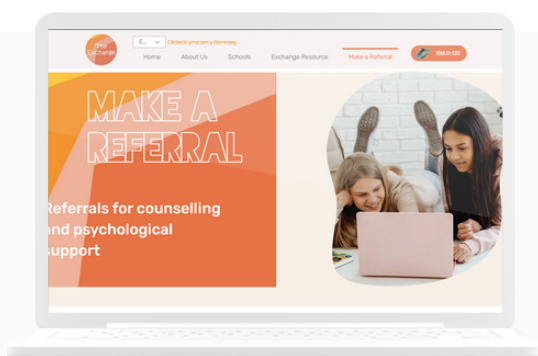 The
Exchange
E...
Cliciwch yma am y Gymraeg
Home
About Us
Schools
Exchange Resource
Make a Referral
MAKE A
REFERRAL
Referrals for counselling
and psychological
support